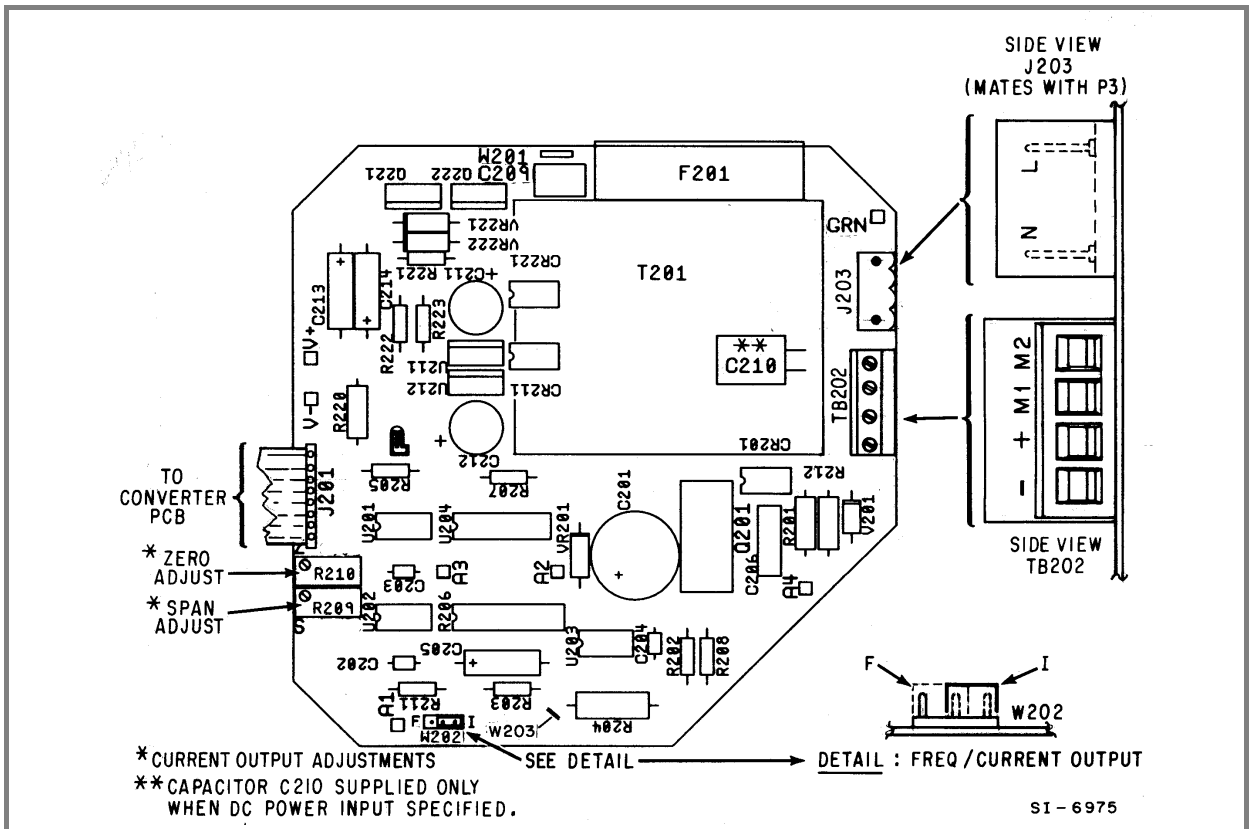 SIDE VIEW
J203
(MATES WITH P3)
L
N
W201
C209
F201
Q221
Q222
VR221
VR222
R221
C211
+
CR221
T201
GRN
J203
C213
+
C214
+
R222
R223
V+
V-
U211
U212
CR211
**
C210
TB202
M2
M1
+
-
SIDE VIEW
TB202
R220
+
C212
CR201
R205
R207
R212
TO
CONVERTER
PCB
J201
U201
U204
VR201
C201
+
Q201
C206
R201
V201
* ZERO
ADJUST
Z
R210
C203
A3
A2
A4
* SPAN
ADJUST
R209
S
U202
R206
U203
C204
R202
R208
C202
C205
+
R211
R203
R204
A1
F
I
W202
W203
F
I
W202
*CURRENT OUTPUT ADJUSTMENTS
SEE DETAIL
DETAIL : FREQ/CURRENT OUTPUT
**CAPACITOR C210 SUPPLIED ONLY
WHEN DC POWER INPUT SPECIFIED.
SI-6975